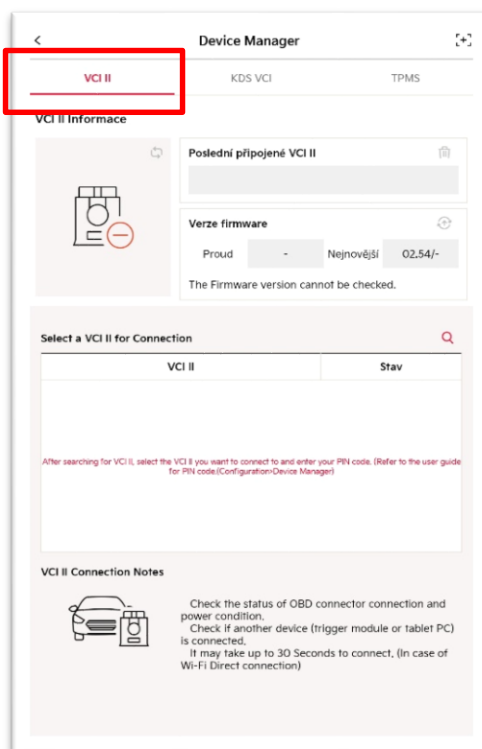 Device Manager
VCI II KDS VCI TPMS
VCI II Informace
Poslední připojené VCI II
Verze firmware
Proud - Nejnovější 02.54/-
The Firmware version cannot be checked.
Select a VCI II for Connection
VCI II Stav
After searching for VCI II, select the VCI II you want to connect to and enter your PIN code. (Refer to the user guide
for PIN code.(Configuration>Device Manager)
VCI II Connection Notes
Check the status of OBD connector connection and
power condition.
Check if another device (trigger module or tablet PC)
is connected.
It may take up to 30 Seconds to connect. (In case of
Wi-Fi Direct connection)